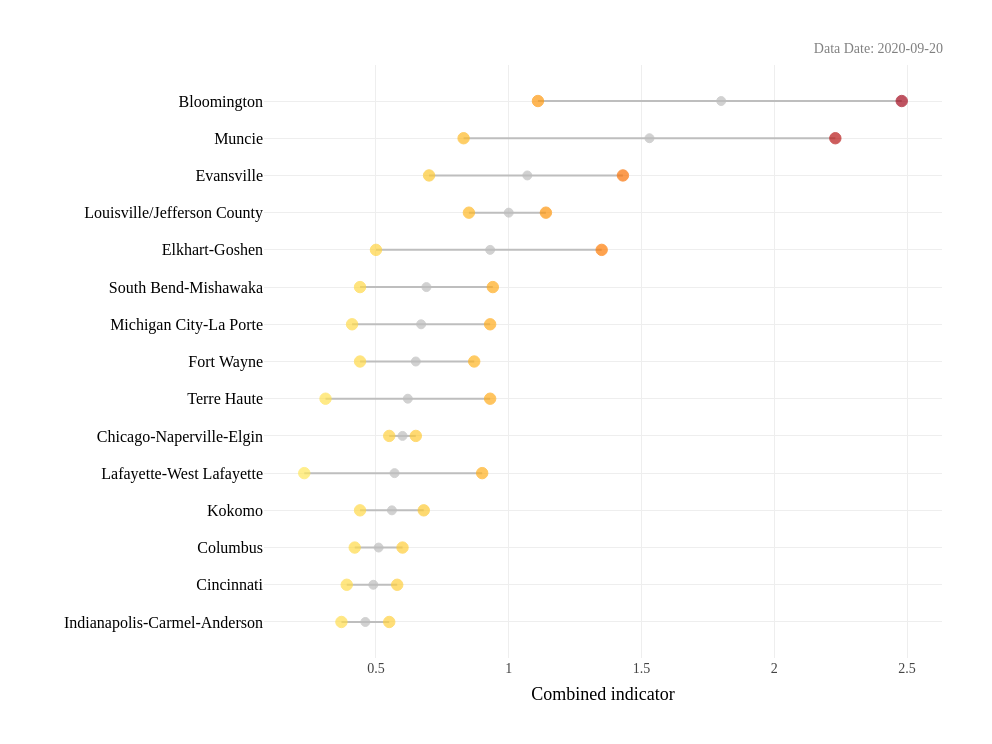 Data Date: 2020-09-20
Bloomington
Muncie
Evansville
Louisville/Jefferson County
Elkhart-Goshen
South Bend-Mishawaka
Michigan City-La Porte
Fort Wayne
Terre Haute
Chicago-Naperville-Elgin
Lafayette-West Lafayette
Kokomo
Columbus
Cincinnati
Indianapolis-Carmel-Anderson
0.5 1 1.5 2 2.5
Combined indicator